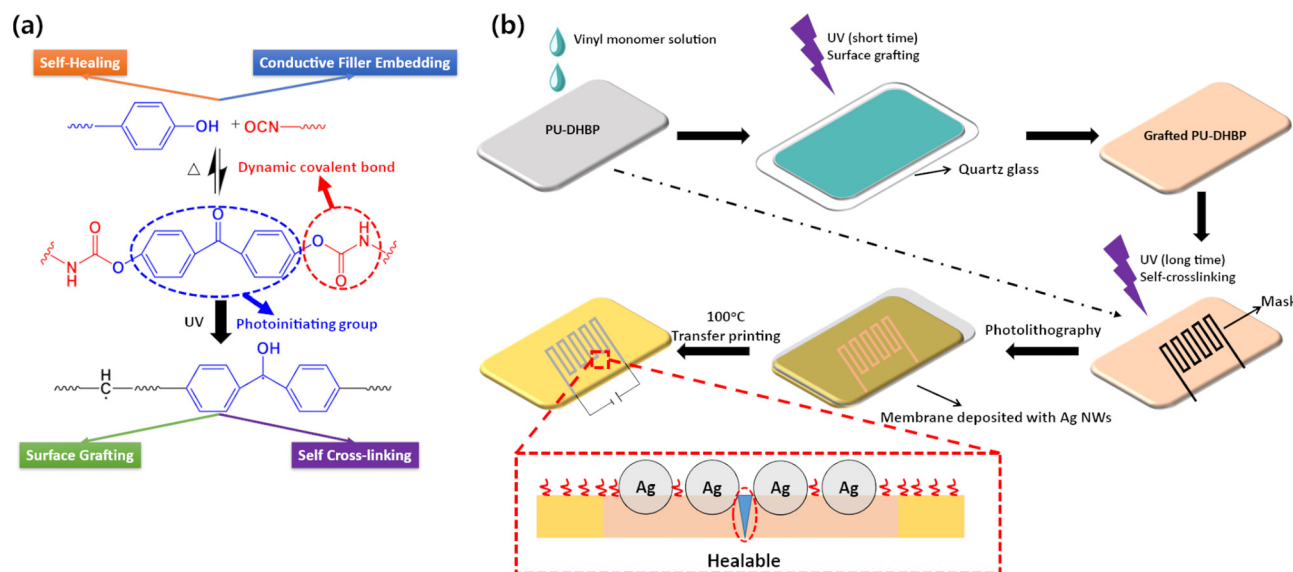 (a)
Self-Healing
Conductive Filler Embedding
OH
+
OCN
△
Dynamic covalent bond
O
O
H
N
N
H
O
O
O
UV
Photoinitiating group
OH
H
C
Surface Grafting
Self Cross-linking
(b)
Vinyl monomer solution
UV (short time)
Surface grafting
PU-DHBP
Grafted PU-DHBP
Quartz glass
UV (long time)
Self-crosslinking
Mask
100°C
Transfer printing
Photolithography
Membrane deposited with Ag NWs
Ag
Ag
Ag
Ag
Healable